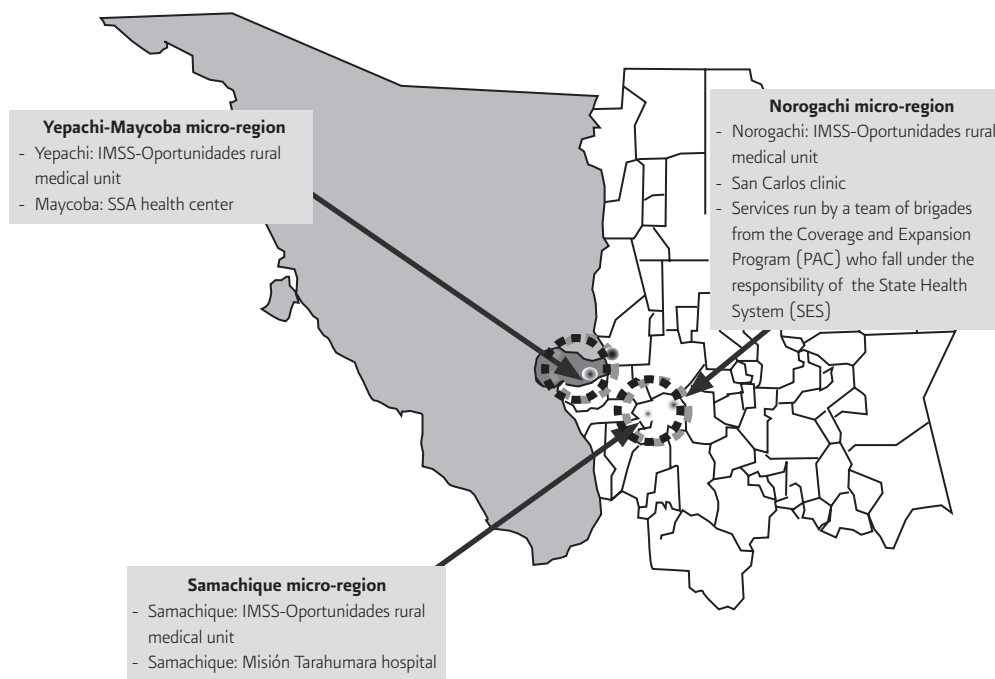 Yepachi-Maycoba micro-region
- Yepachi: IMSS-Oportunidades rural
medical unit
- Maycoba: SSA health center
Norogachi micro-region
- Norogachi: IMSS-Oportunidades rural
medical unit
- San Carlos clinic
- Services run by a team of brigades
from the Coverage and Expansion
Program (PAC) who fall under the
responsibility of the State Health
System (SES)
Samachique micro-region
- Samachique: IMSS-Oportunidades rural
medical unit
- Samachique: Misión Tarahumara hospital